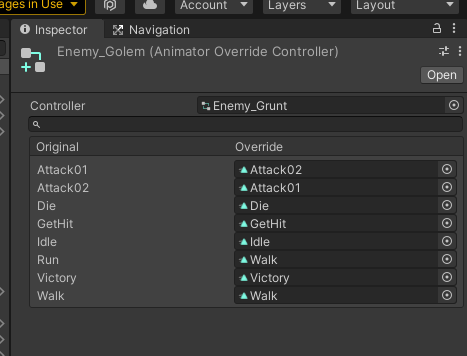 ages in Use
Account
Layers
Layout
Inspector
Navigation
Enemy_Golem (Animator Override Controller)
Open
Controller
Enemy_Grunt
Original Override
Attack01 Attack02
Attack02 Attack01
Die Die
GetHit GetHit
Idle Idle
Run Walk
Victory Victory
Walk Walk